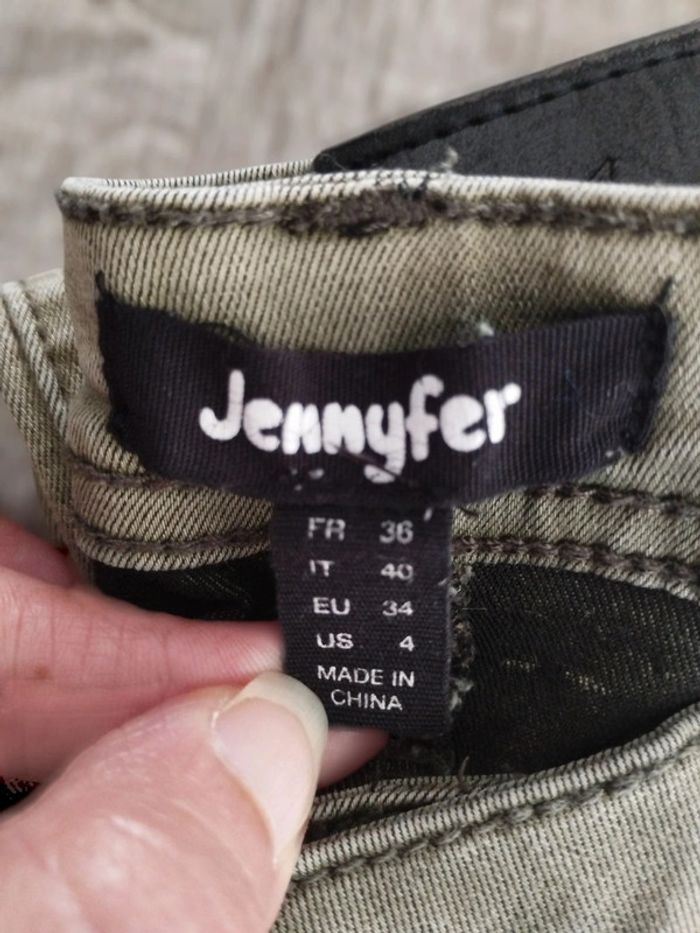 Jennyfer
FR 36
IT 40
EU 34
US 4
MADE IN
CHINA